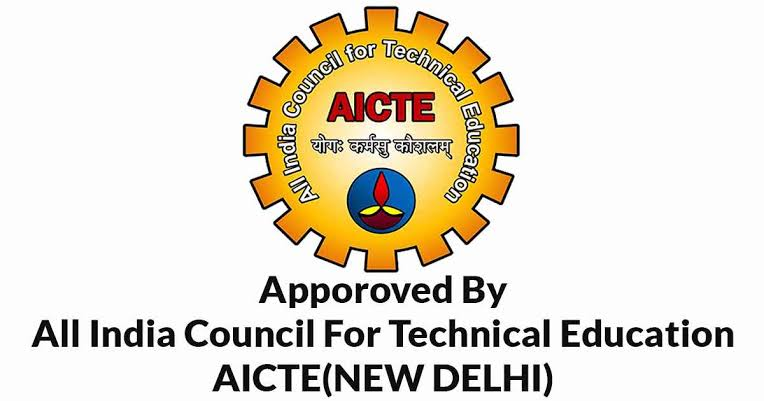 All India Council for Technical Education
AICTE
योगः कर्मसु कौशलम्
Apporoved By
All India Council For Technical Education
AICTE(NEW DELHI)